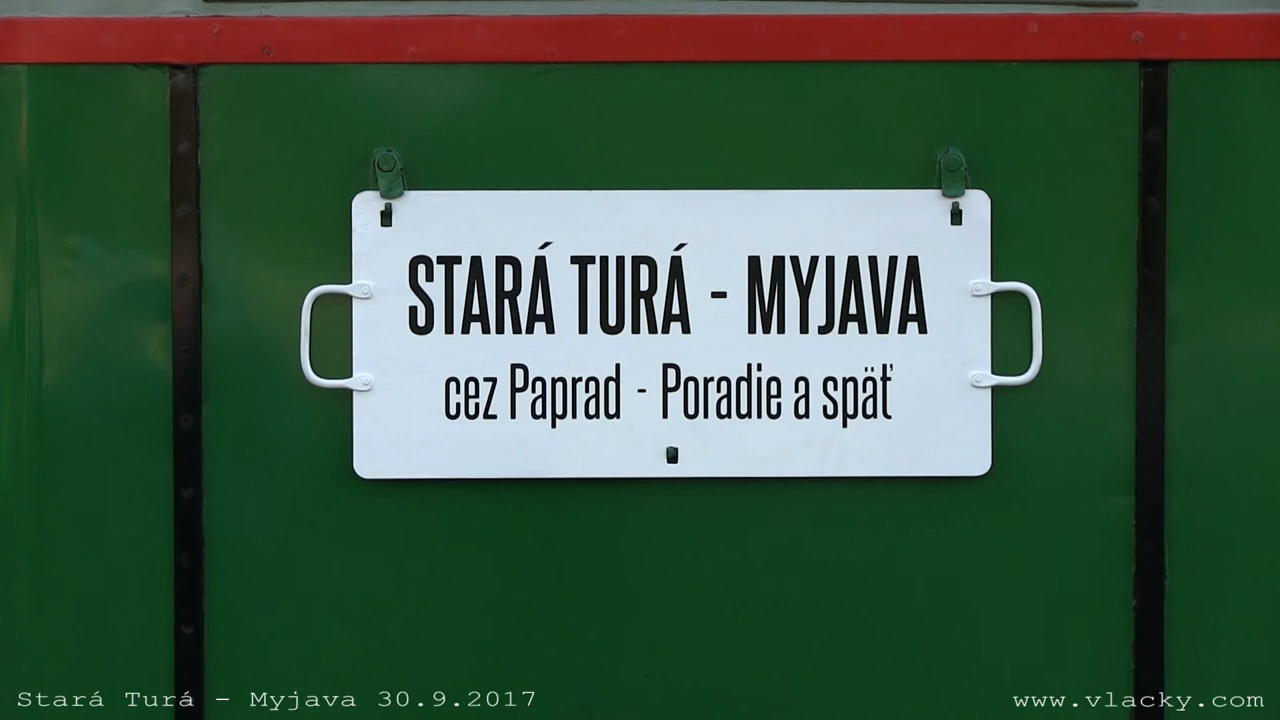 STARÁ TURÁ - MYJAVA
cez Paprad - Poradie a späť
Stará Turá - Myjava 30.9.2017
www.vlacky.com